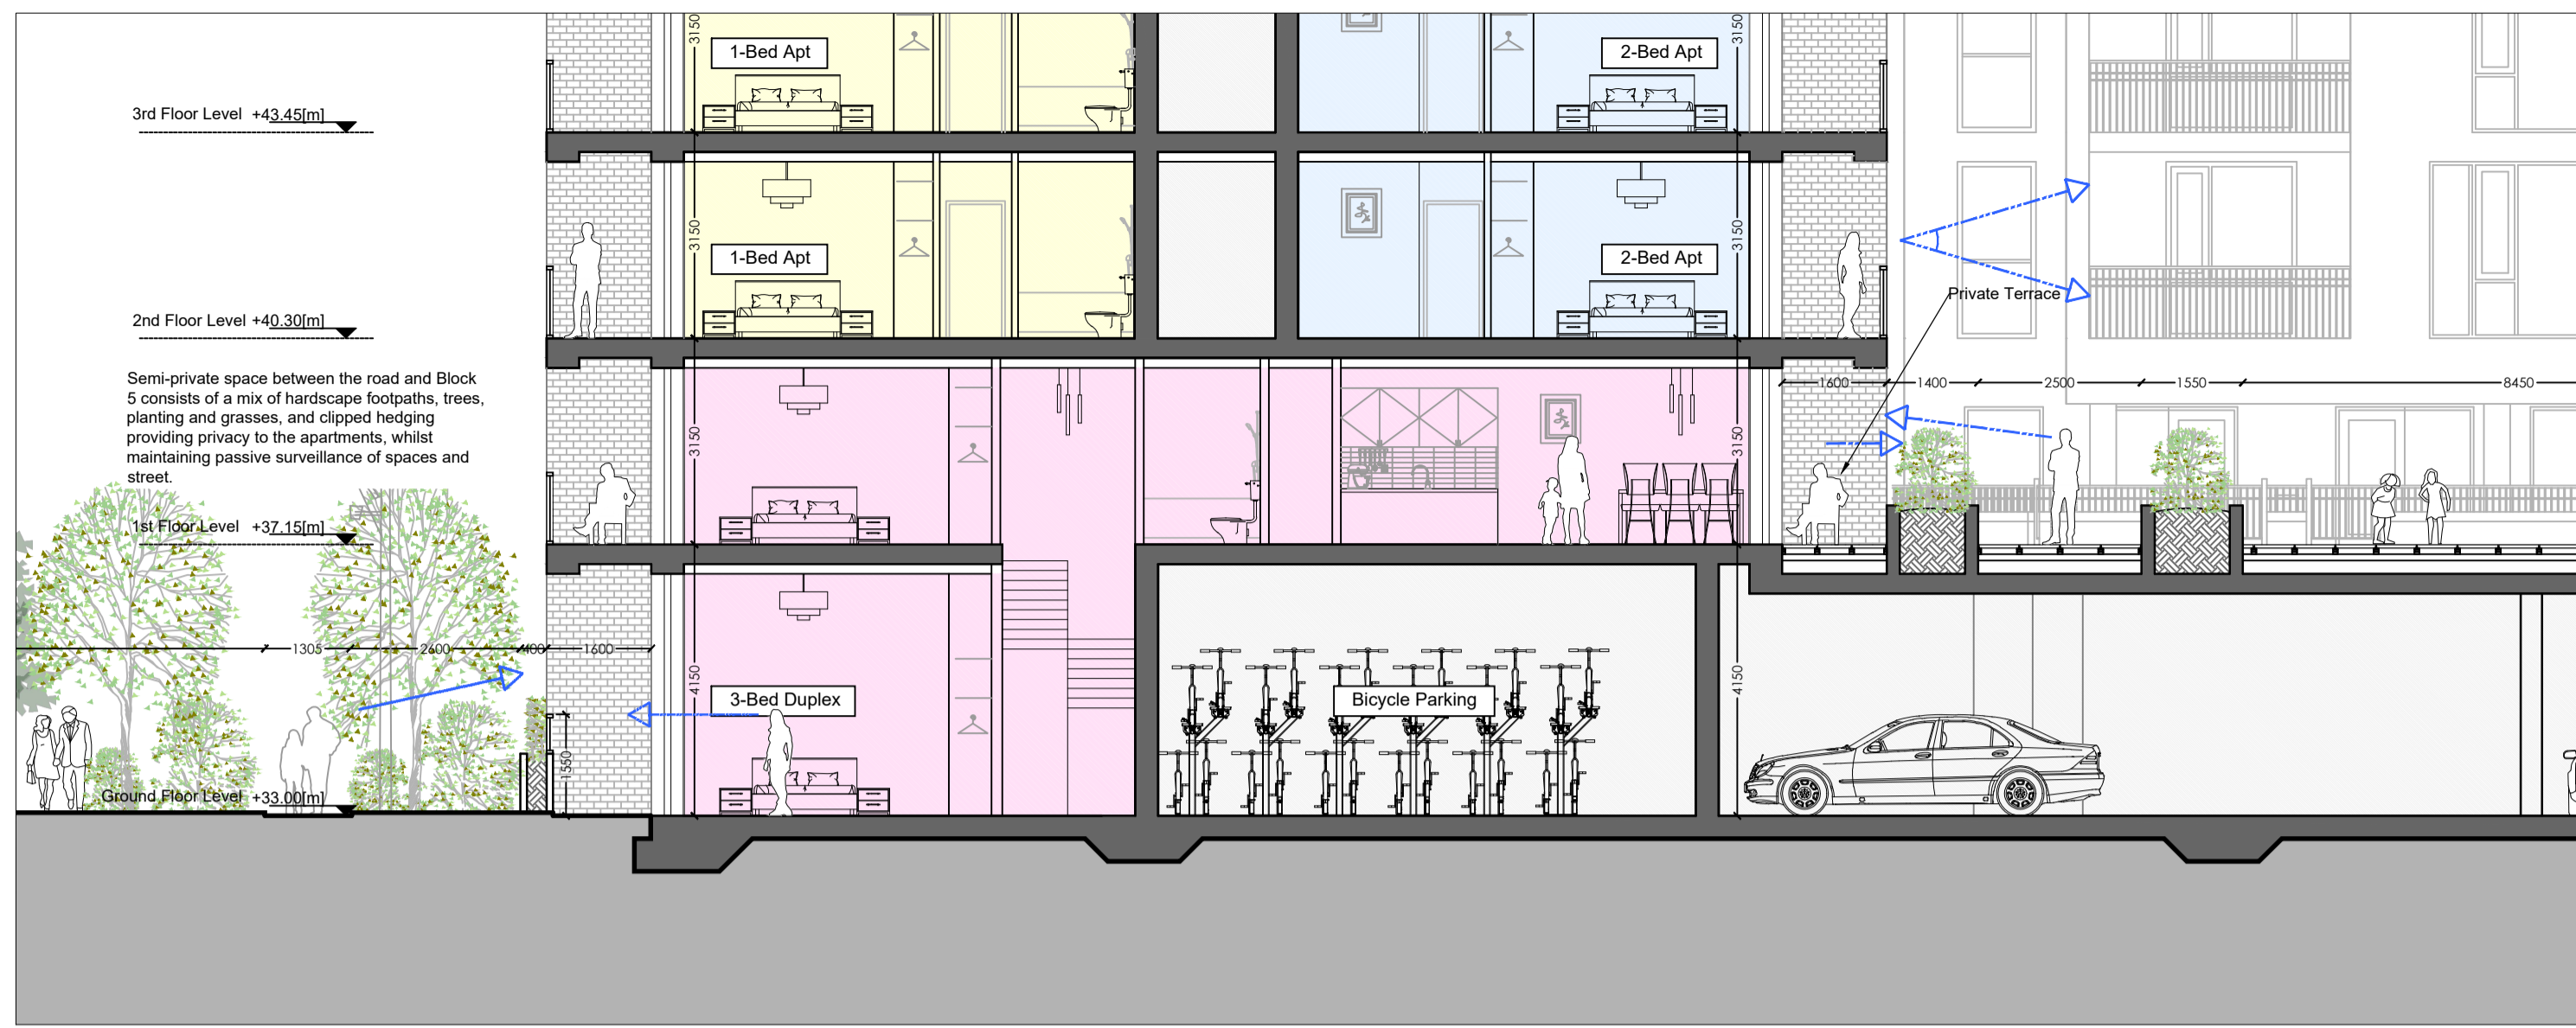 3150
1-Bed Apt
2-Bed Apt
3150
3rd Floor Level +43.45[m]
3150
1-Bed Apt
2-Bed Apt
3150
Private Terrace
2nd Floor Level +40.30[m]
Semi-private space between the road and Block
5 consists of a mix of hardscape footpaths, trees,
planting and grasses, and clipped hedging
providing privacy to the apartments, whilst
maintaining passive surveillance of spaces and
street.
1600
1400
2500
1550
8450
3150
3150
1st Floor Level +37.15[m]
1305
2600
400
1600
4150
4150
3-Bed Duplex
Bicycle Parking
1550
Ground Floor Level +33.00[m]